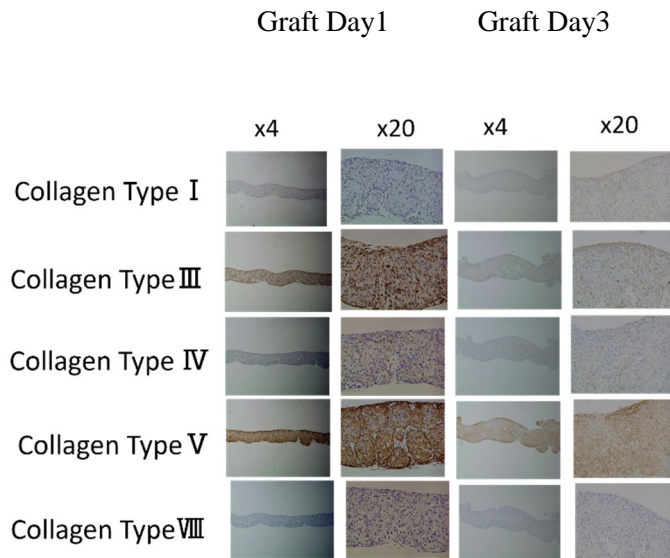 Graft Day1 Graft Day3
x4 x20 x4 x20
Collagen Type Ⅰ
Collagen Type Ⅲ
Collagen Type Ⅳ
Collagen Type Ⅴ
Collagen Type Ⅷ